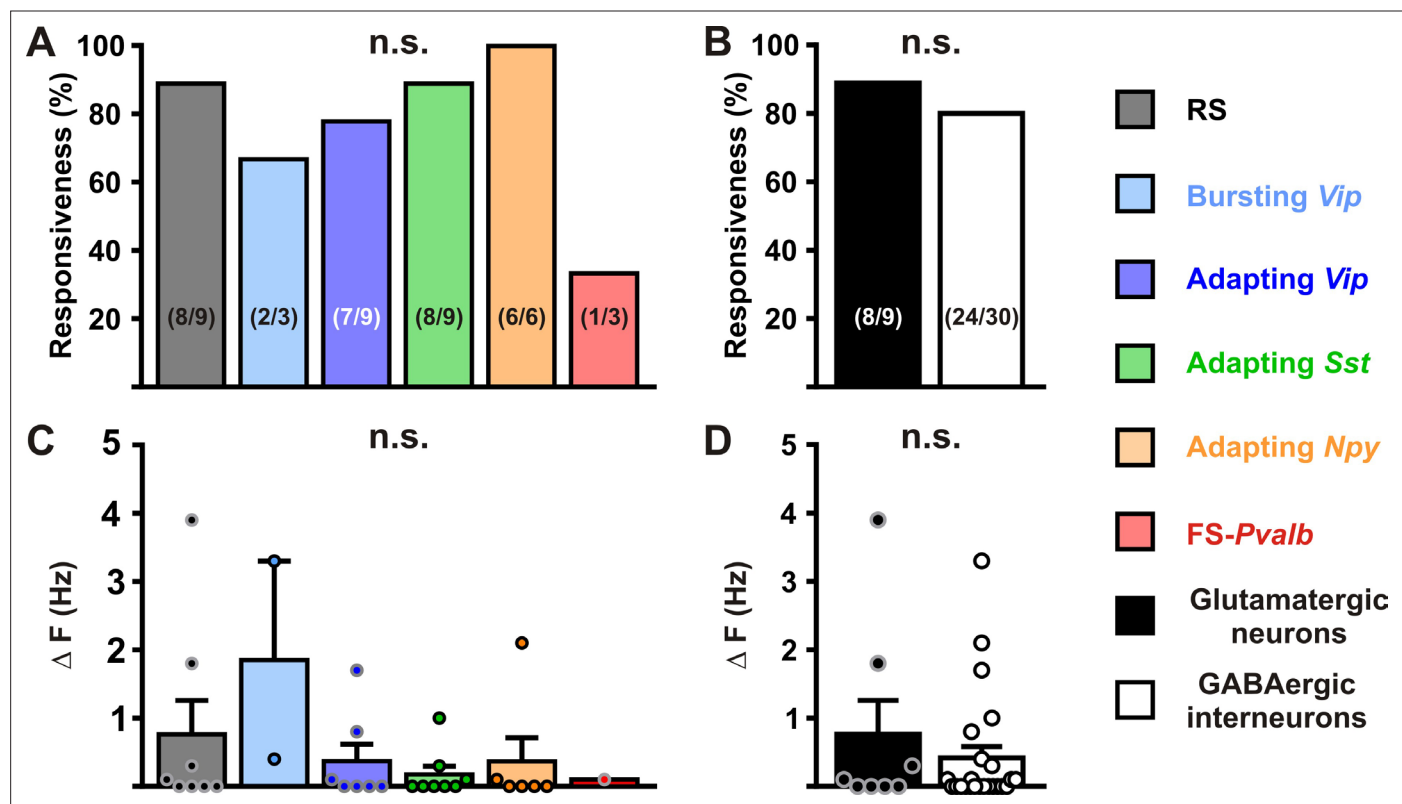 A
n.s.
Responsiveness (%)
100
80
60
40
20
(8/9)
(2/3)
(7/9)
(8/9)
(6/6)
(1/3)
B
n.s.
Responsiveness (%)
100
80
60
40
20
(8/9)
(24/30)
RS
Bursting Vip
Adapting Vip
Adapting Sst
Adapting Npy
FS-Pvalb
Glutamatergic
neurons
GABAergic
interneurons
C
n.s.
△ F (Hz)
5
4
3
2
1
D
n.s.
△ F (Hz)
5
4
3
2
1